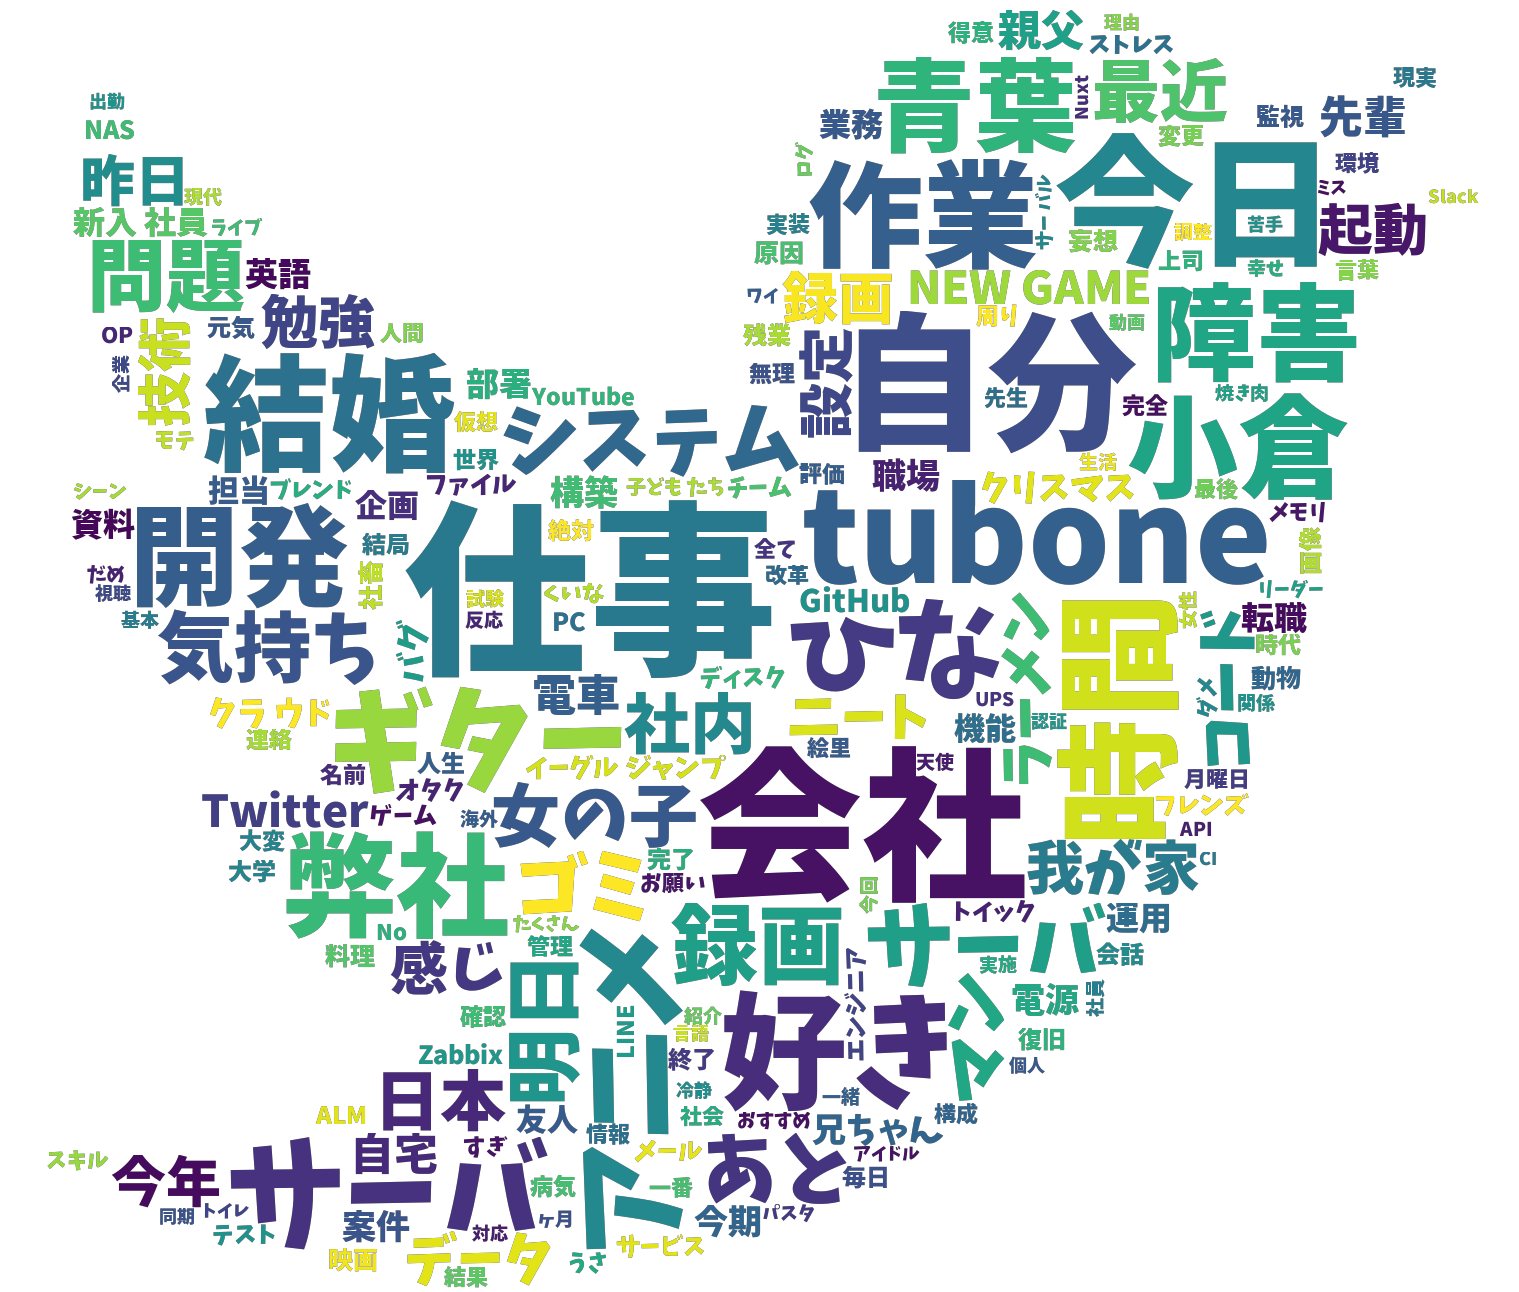 得意
親父
理由
ストレス
青葉
Nuxt
最近
現実
出勤
NAS
業務
変更
監視
先輩
昨日
現代
ログ
作業
サーバル
今日
環境
ミス
Slack
新入社員
ライブ
実装
妄想
調整
苦手
起動
問題
英語
原因
上司
幸せ
言葉
ワイ
録画
NEW GAME
周り
動画
障害
OP
技術
元気
勉強
人間
残業
設定
自分
企業
結婚
部署
YouTube
無理
先生
完全
焼き肉
モテ
仮想
システム
小倉
世界
評価
職場
生活
シーン
担当
ブレンド
企画
ファイル
構築
子どもたち
チーム
クリスマス
最後
資料
開発
結局
仕事
絶対
全て
tubone
メモリ
画像
だめ
視聴
社畜
試験
くいな
改革
リーダー
基本
気持ち
バグ
反応
PC
GitHub
ひな
ラーメン
時間
女性
コード
転職
時代
電車
ディスク
動物
クラウド
連絡
ギター
社内
ニート
UPS
機能
認証
ダメ
関係
名前
人生
イーグルジャンプ
絵里
天使
月曜日
Twitter
オタク
ゲーム
海外
女の子
会社
フレンズ
API
大変
大学
弊社
ゴミ
完了
お願い
今回
我が家
CI
No
たくさん
録画
サーバ
トイック
運用
料理
感じ
管理
実施
会話
確認
明日
メモリ
LINE
紹介
言語
好き
エンジニア
マシン
電源
社員
Zabbix
終了
復旧
個人
日本
冷静
一緒
ALM
友人
情報
社会
おすすめ
兄ちゃん
構成
スキル
今年
サーバ
自宅
すぎ
メール
あと
アイドル
病気
一番
毎日
同期
トイレ
テスト
案件
対応
ケ月
今期
パスタ
映画
データ
結果
うさ
サービス